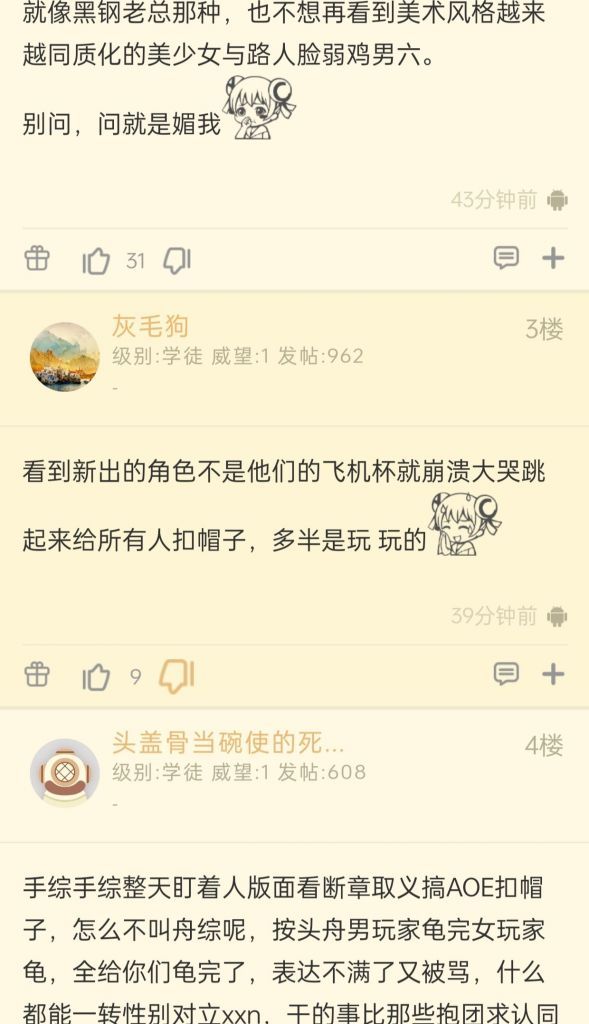 就像黑钢老总那种，也不想再看到美术风格越来
越同质化的美少女与路人脸弱鸡男六。
别问，问就是媚我
43分钟前
31
灰毛狗
3楼
级别:学徒 威望:1 发帖:962
-
看到新出的角色不是他们的飞机杯就崩溃大哭跳
起来给所有人扣帽子，多半是玩 玩的
39分钟前
9
头盖骨当碗使的死...
4楼
级别:学徒 威望:1 发帖:608
-
手综手综整天盯着人版面看断章取义搞AOE扣帽
子，怎么不叫舟综呢，按头舟男玩家龟完女玩家
龟，全给你们龟完了，表达不满了又被骂，什么
都能一转性别对立xxn，干的事比那些抱团求认同